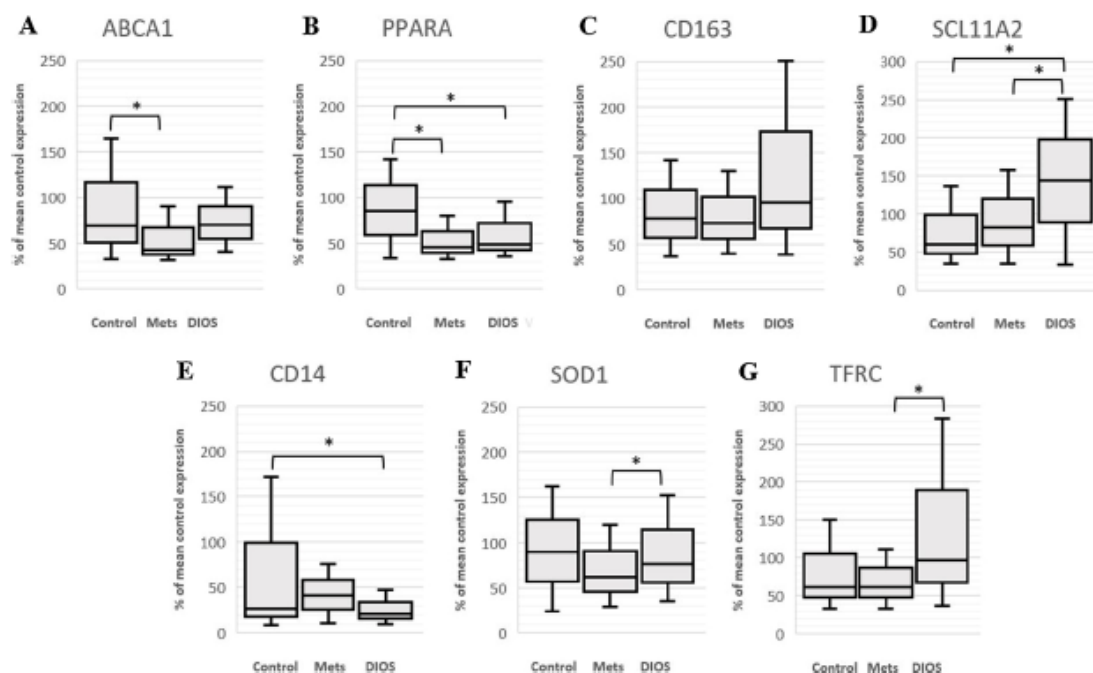 A ABCA1
% of mean control expression
250
200
150
100
50
0
*
Control Mets DIOS
B PPARA
% of mean control expression
250
200
150
100
50
0
*
*
Control Mets DIOS V
C CD163
% of mean control expression
250
200
150
100
50
0
Control Mets DIOS
D SCL11A2
% of mean control expression
300
250
200
150
100
50
0
*
*
Control Mets DIOS
E CD14
% of mean control expression
250
200
150
100
50
0
*
Control Mets DIOS
F SOD1
% of mean control expression
250
200
150
100
50
0
*
Control Mets DIOS
G TFRC
% of mean control expression
300
250
200
150
100
50
0
*
Control Mets DIOS